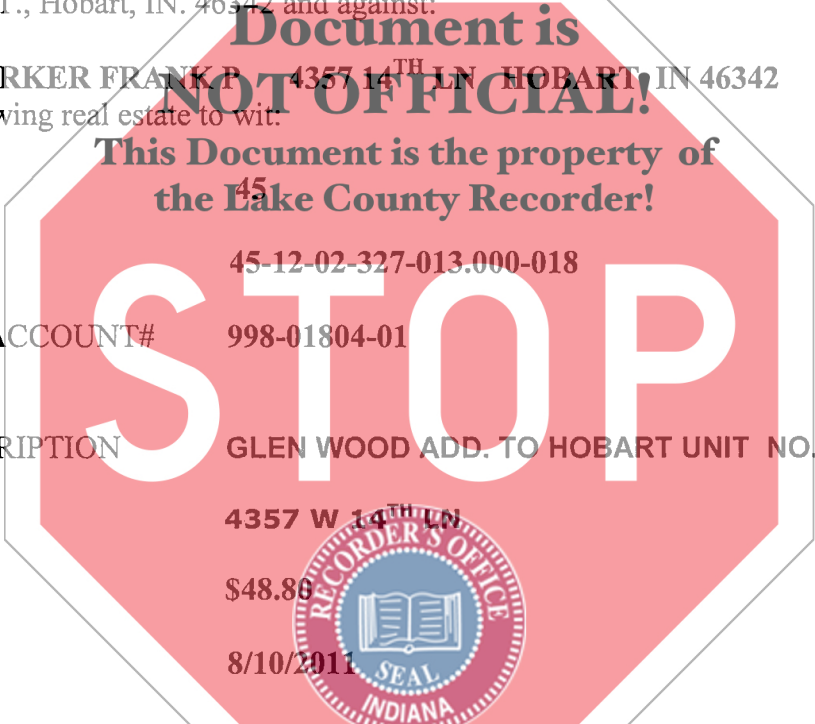 T., Hobart, IN. 46342 and against:
Document is
RKER FRANK P 4357 14TH LN HOBART, IN 46342
NOT OFFICIAL!
wing real estate to wit:
This Document is the property of
45
the Lake County Recorder!
45-12-02-327-013.000-018
STOP
ACCOUNT# 998-01804-01
RIPTION GLEN WOOD ADD. TO HOBART UNIT NO.
4357 W 14TH LN
RECORDER'S OFFICE
$48.80
8/10/2011
SEAL
INDIANA